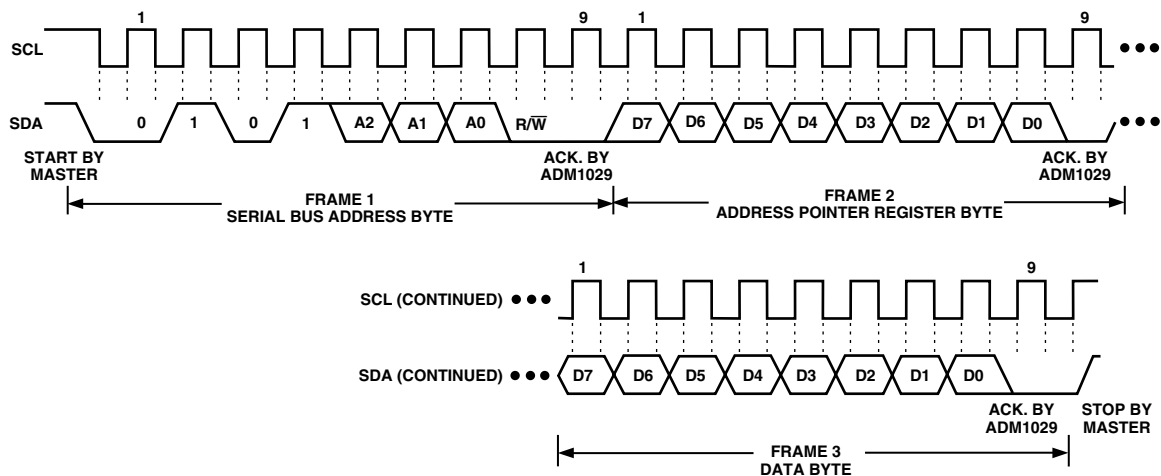 1 9 1 9
SCL
SDA 0 1 0 1 A2 A1 A0 R/W̅ D7 D6 D5 D4 D3 D2 D1 D0
START BY
MASTER
ACK. BY
ADM1029
ACK. BY
ADM1029
FRAME 1
SERIAL BUS ADDRESS BYTE
FRAME 2
ADDRESS POINTER REGISTER BYTE
1 9
SCL (CONTINUED)
SDA (CONTINUED) D7 D6 D5 D4 D3 D2 D1 D0
ACK. BY
ADM1029
STOP BY
MASTER
FRAME 3
DATA BYTE